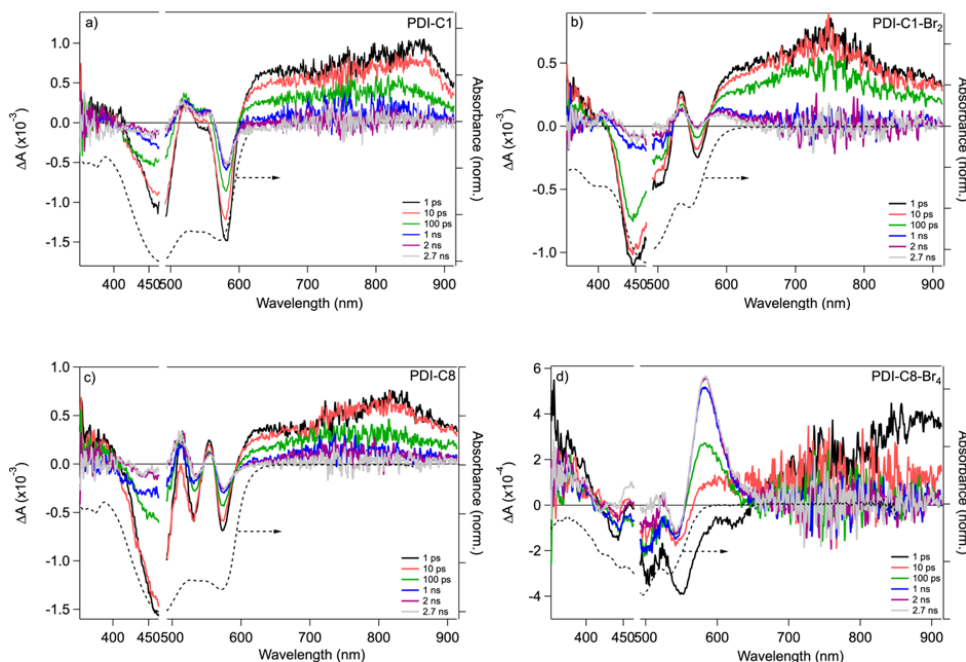 a)
PDI-C1
1.0
0.5
0.0
-0.5
-1.0
-1.5
ΔA (x10⁻³)
Absorbance (norm.)
1 ps
10 ps
100 ps
1 ns
2 ns
2.7 ns
400
450
500
600
700
800
900
Wavelength (nm)
b)
PDI-C1-Br₂
0.5
0.0
-0.5
-1.0
ΔA (x10⁻³)
Absorbance (norm.)
1 ps
10 ps
100 ps
1 ns
2 ns
2.7 ns
400
450
500
600
700
800
900
Wavelength (nm)
c)
PDI-C8
1.0
0.5
0.0
-0.5
-1.0
-1.5
ΔA (x10⁻³)
Absorbance (norm.)
1 ps
10 ps
100 ps
1 ns
2 ns
2.7 ns
400
450
500
600
700
800
900
Wavelength (nm)
d)
PDI-C8-Br₄
6
4
2
0
-2
-4
ΔA (x10⁻⁴)
Absorbance (norm.)
1 ps
10 ps
100 ps
1 ns
2 ns
2.7 ns
400
450
500
600
700
800
900
Wavelength (nm)